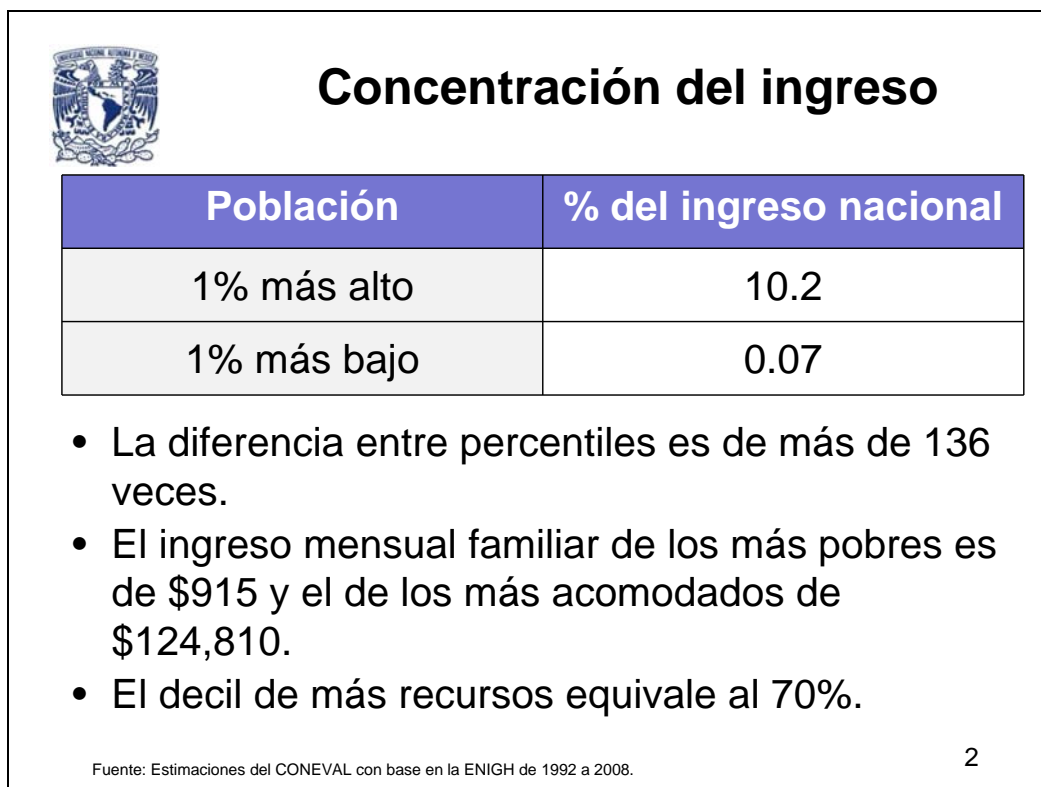 Concentración del ingreso
Población % del ingreso nacional
1% más alto 10.2
1% más bajo 0.07
• La diferencia entre percentiles es de más de 136
veces.
• El ingreso mensual familiar de los más pobres es
de $915 y el de los más acomodados de
$124,810.
• El decil de más recursos equivale al 70%.
Fuente: Estimaciones del CONEVAL con base en la ENIGH de 1992 a 2008.
2